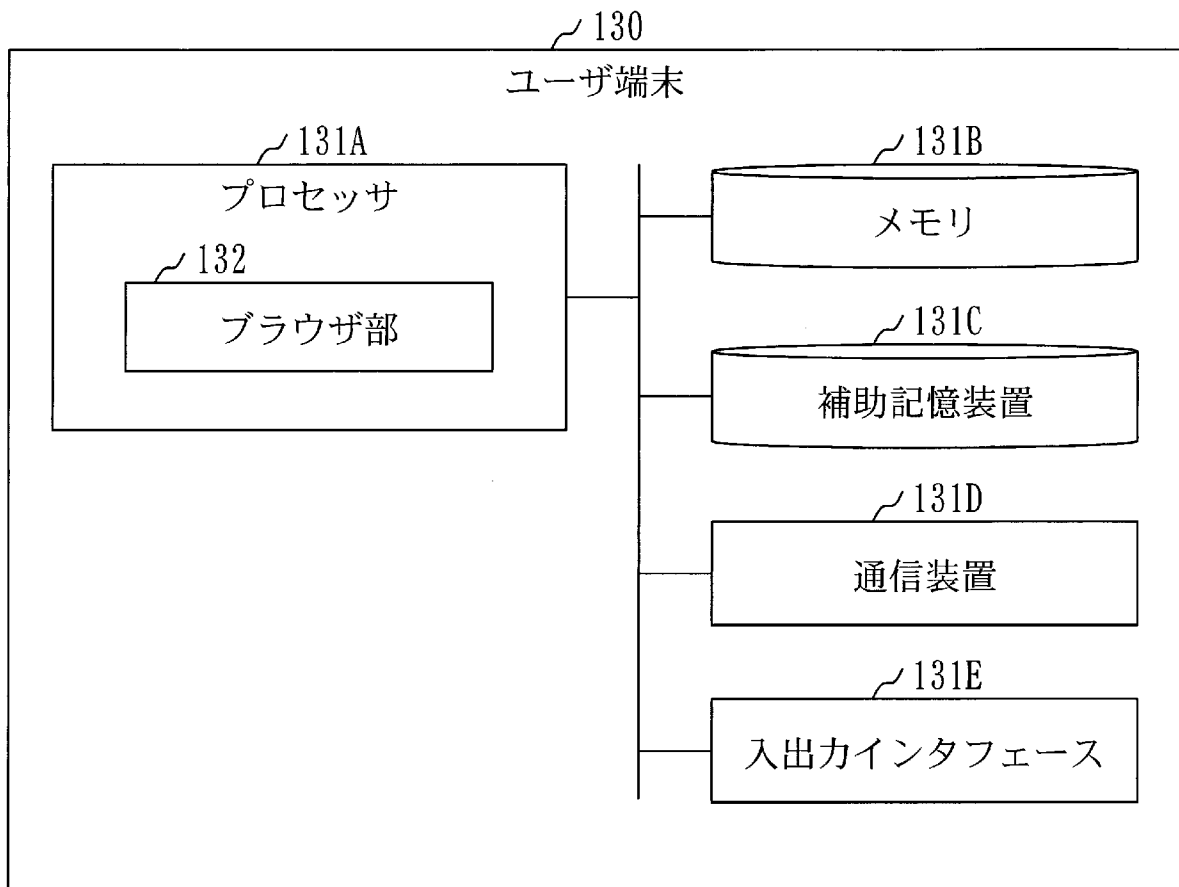 130
ユーザ端末
131A
プロセッサ
132
ブラウザ部
131B
メモリ
131C
補助記憶装置
131D
通信装置
131E
入出力インタフェース